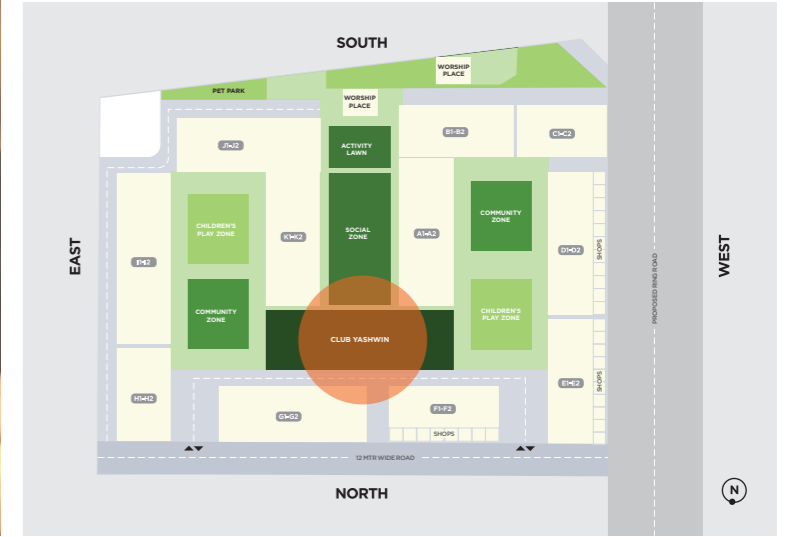 SOUTH
WORSHIP
PLACE
PET PARK
WORSHIP
PLACE
B1-B2
C1-C2
J1-J2
ACTIVITY
LAWN
COMMUNITY
ZONE
CHILDREN'S
PLAY ZONE
SOCIAL
ZONE
K1-K2
A1-A2
D1-D2
SHOPS
EAST
WEST
I1-I2
PROPOSED RING ROAD
COMMUNITY
ZONE
CHILDREN'S
PLAY ZONE
CLUB YASHWIN
E1-E2
SHOPS
H1-H2
G1-G2
F1-F2
SHOPS
12 MTR WIDE ROAD
NORTH
N